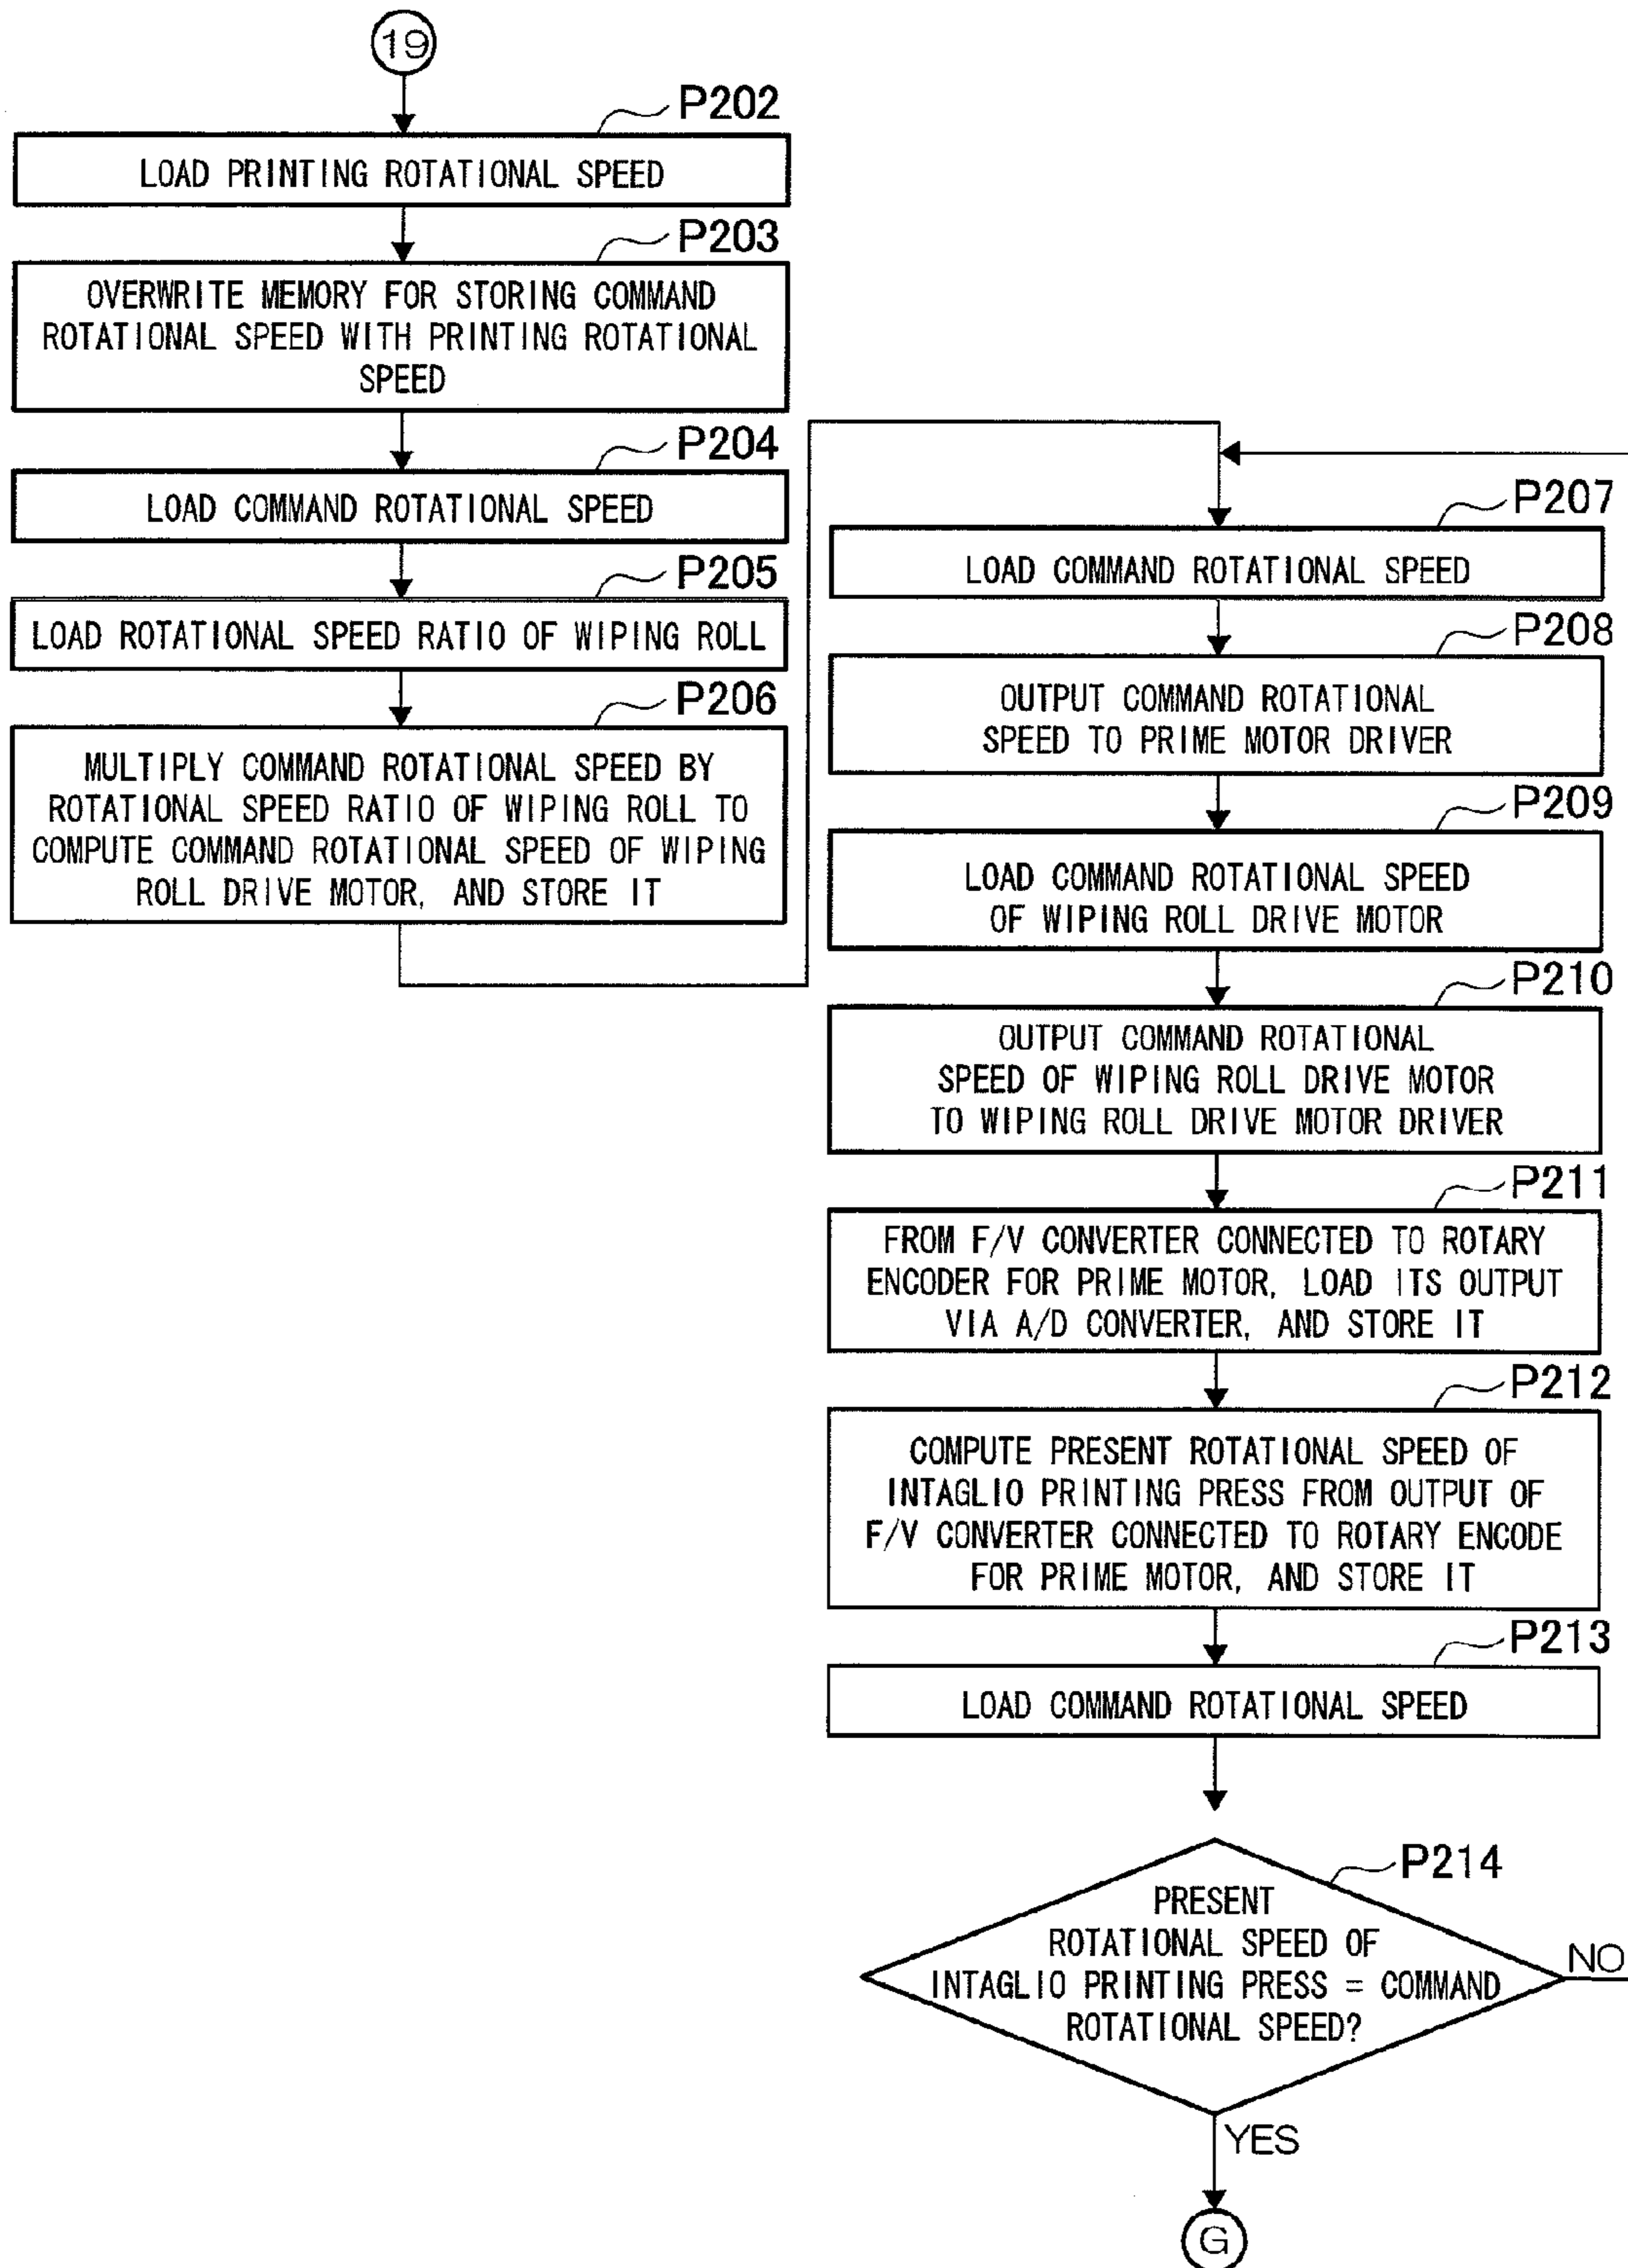 19
P202
LOAD PRINTING ROTATIONAL SPEED
P203
OVERWRITE MEMORY FOR STORING COMMAND
ROTATIONAL SPEED WITH PRINTING ROTATIONAL
SPEED
P204
LOAD COMMAND ROTATIONAL SPEED
P205
LOAD ROTATIONAL SPEED RATIO OF WIPING ROLL
P206
MULTIPLY COMMAND ROTATIONAL SPEED BY
ROTATIONAL SPEED RATIO OF WIPING ROLL TO
COMPUTE COMMAND ROTATIONAL SPEED OF WIPING
ROLL DRIVE MOTOR, AND STORE IT
P207
LOAD COMMAND ROTATIONAL SPEED
P208
OUTPUT COMMAND ROTATIONAL
SPEED TO PRIME MOTOR DRIVER
P209
LOAD COMMAND ROTATIONAL SPEED
OF WIPING ROLL DRIVE MOTOR
P210
OUTPUT COMMAND ROTATIONAL
SPEED OF WIPING ROLL DRIVE MOTOR
TO WIPING ROLL DRIVE MOTOR DRIVER
P211
FROM F/V CONVERTER CONNECTED TO ROTARY
ENCODER FOR PRIME MOTOR, LOAD ITS OUTPUT
VIA A/D CONVERTER, AND STORE IT
P212
COMPUTE PRESENT ROTATIONAL SPEED OF
INTAGLIO PRINTING PRESS FROM OUTPUT OF
F/V CONVERTER CONNECTED TO ROTARY ENCODE
FOR PRIME MOTOR, AND STORE IT
P213
LOAD COMMAND ROTATIONAL SPEED
P214
PRESENT
ROTATIONAL SPEED OF
INTAGLIO PRINTING PRESS = COMMAND
ROTATIONAL SPEED?
NO
YES
G